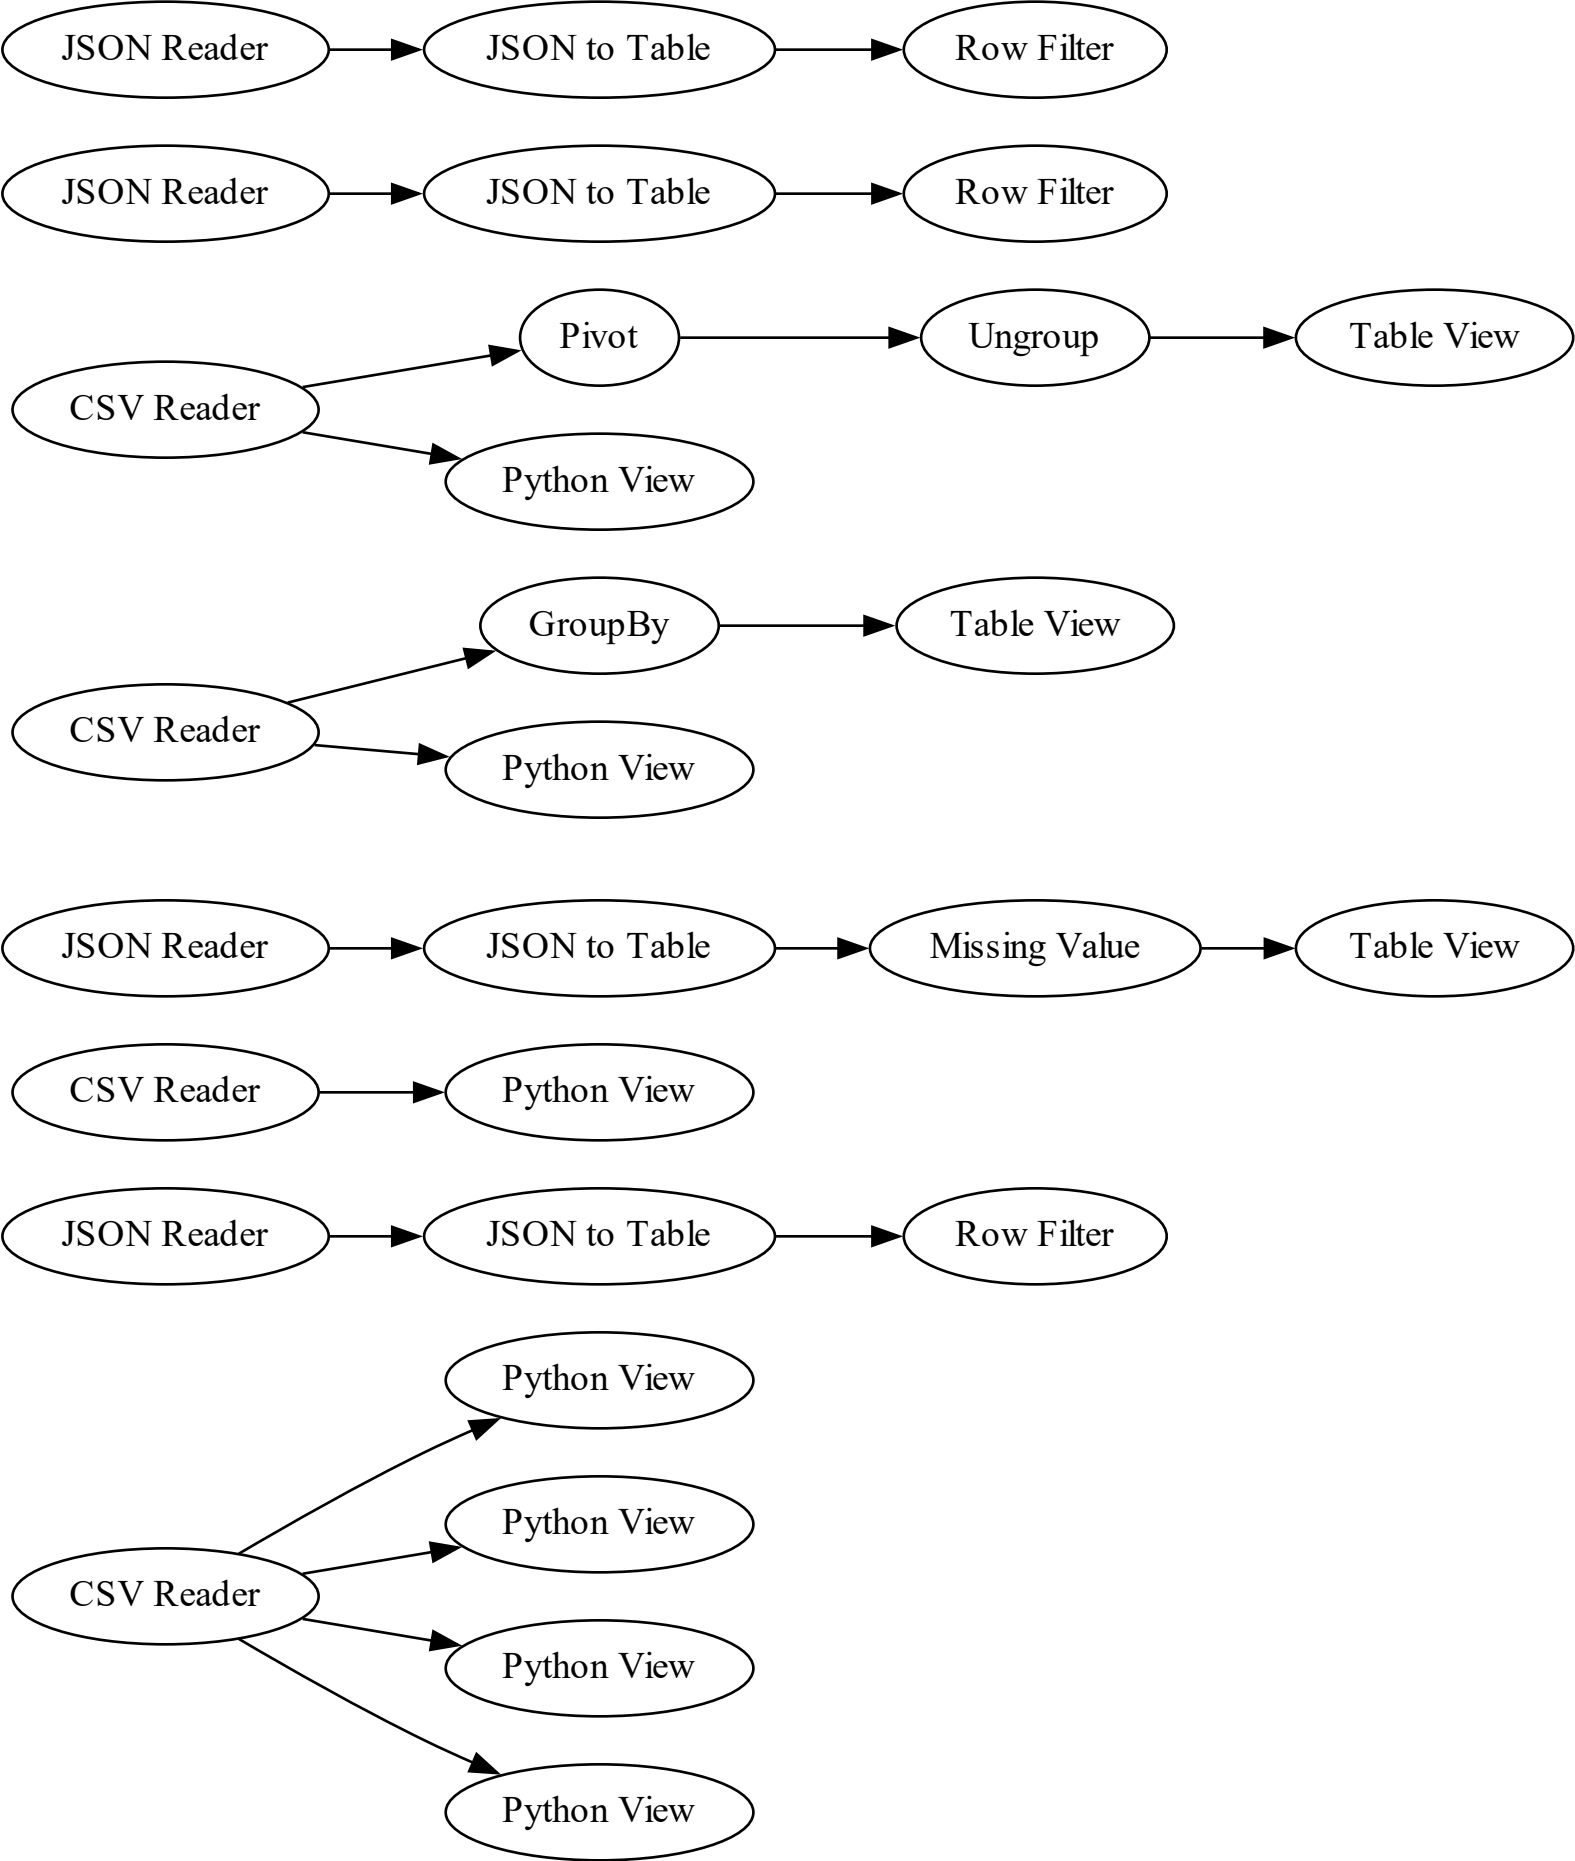 JSON Reader
JSON to Table
Row Filter
JSON Reader
JSON to Table
Row Filter
Pivot
Ungroup
Table View
CSV Reader
Python View
GroupBy
Table View
CSV Reader
Python View
JSON Reader
JSON to Table
Missing Value
Table View
CSV Reader
Python View
JSON Reader
JSON to Table
Row Filter
Python View
Python View
CSV Reader
Python View
Python View